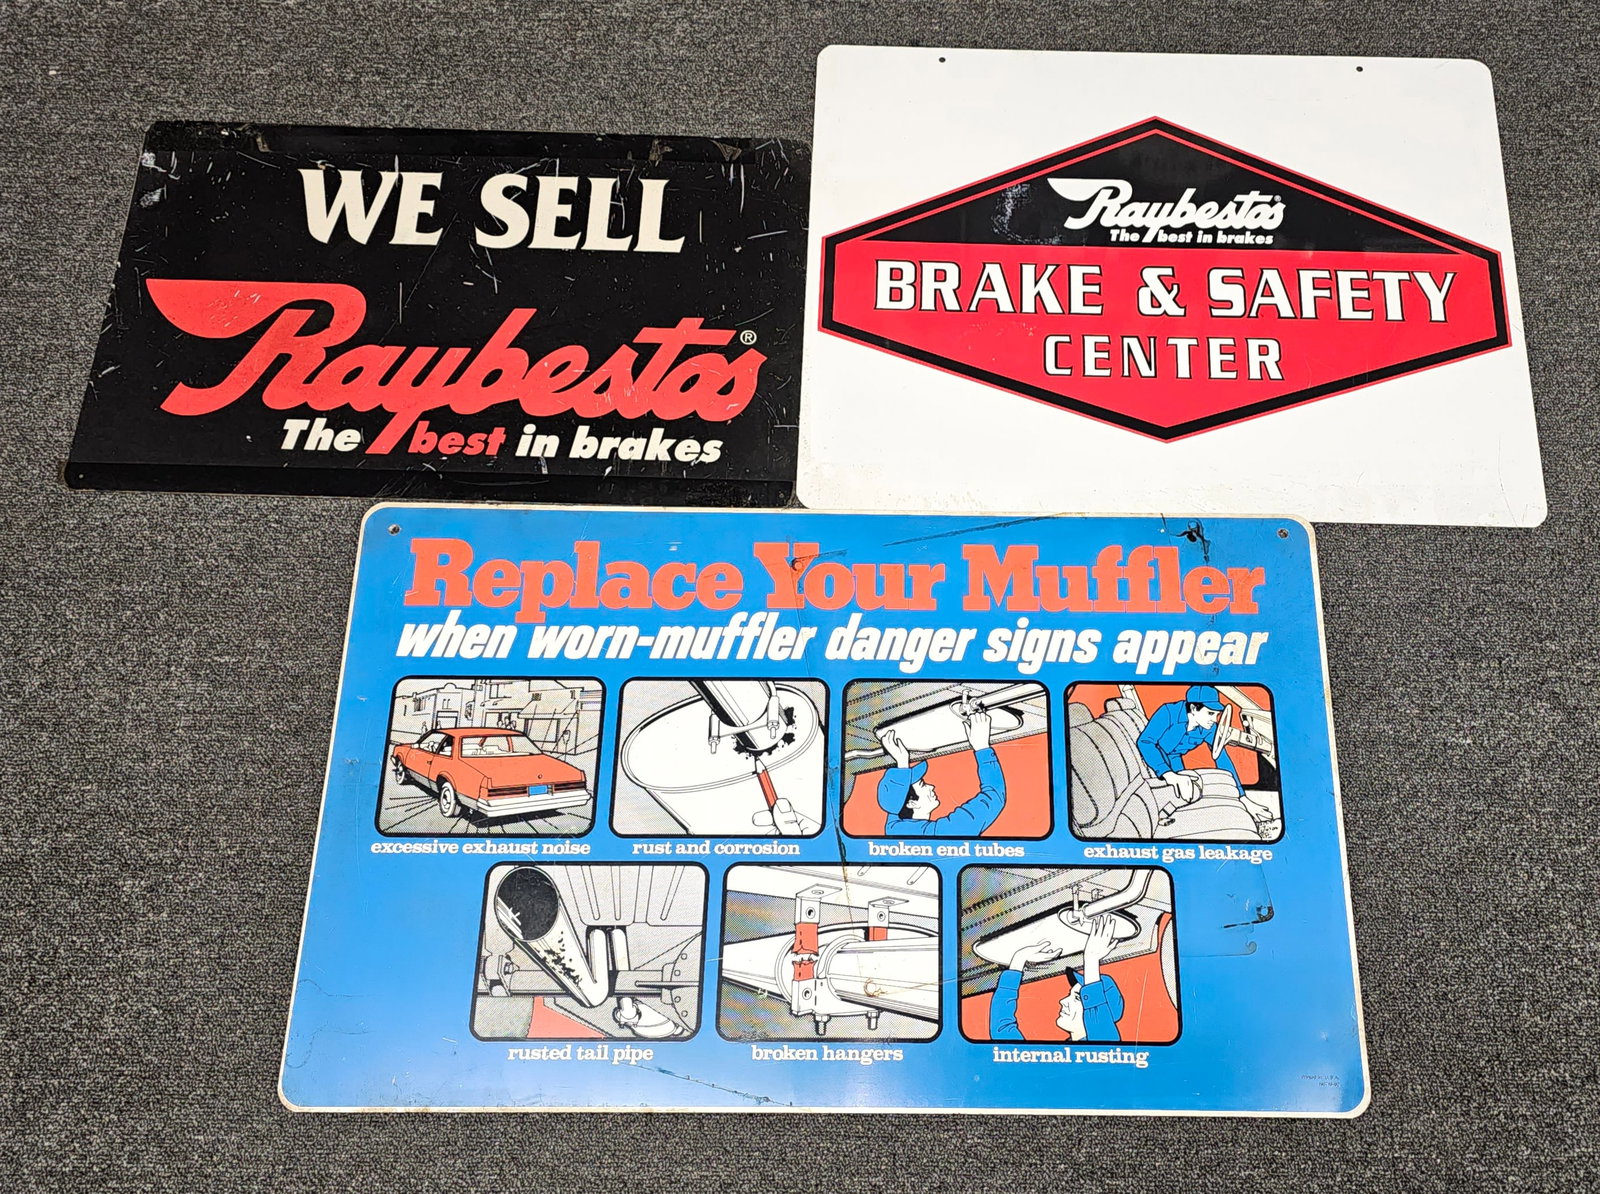 WE SELL
Raybestos®
The best in brakes
Raybestos®
The best in brakes
BRAKE & SAFETY
CENTER
Replace Your Muffler
when worn-muffler danger signs appear
excessive exhaust noise
rust and corrosion
broken end tubes
exhaust gas leakage
rusted tail pipe
broken hangers
internal rusting